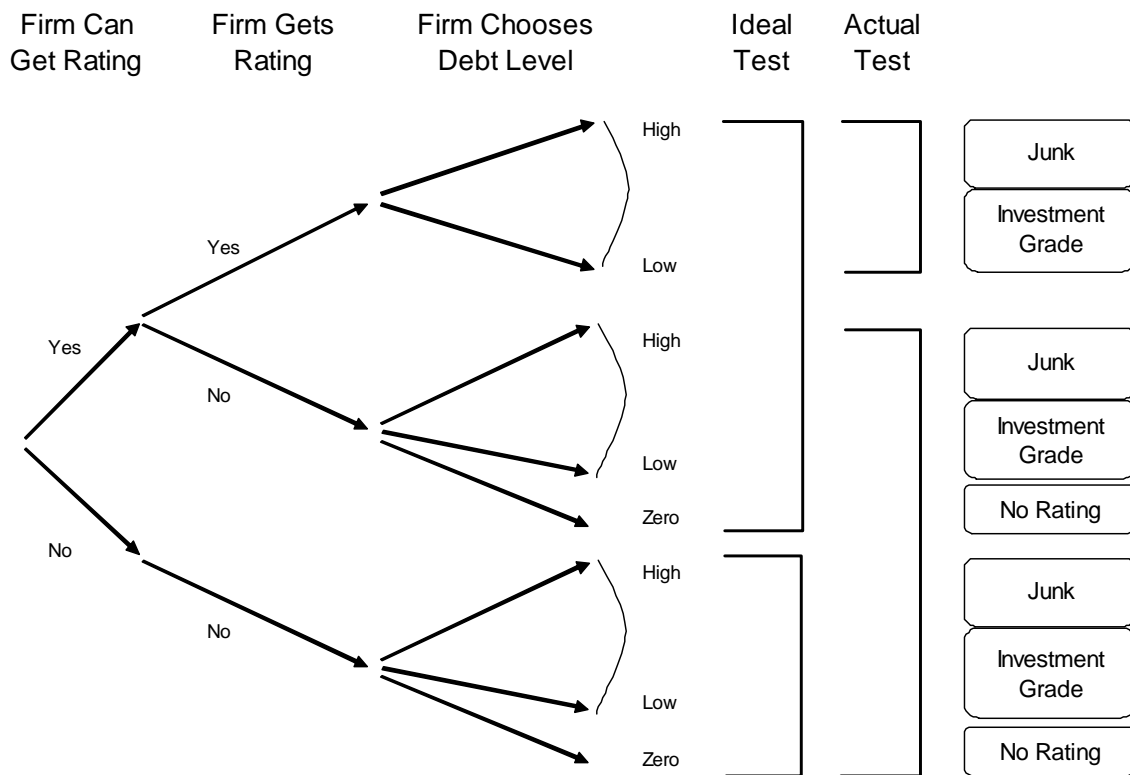 Firm Can
Get Rating
Firm Gets
Rating
Firm Chooses
Debt Level
Ideal
Test
Actual
Test
High
Junk
Yes
Investment
Grade
Low
Yes
High
Junk
No
Investment
Grade
Low
Zero
No Rating
No
High
Junk
No
Investment
Grade
Low
Zero
No Rating